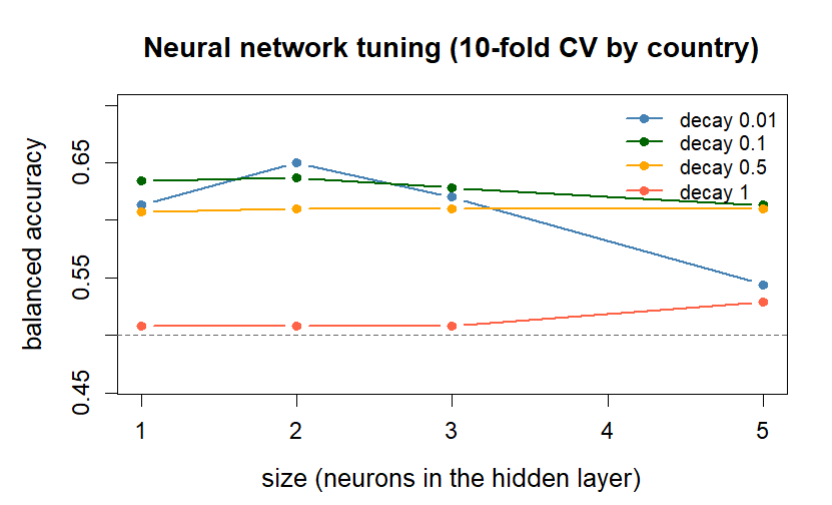 Neural network tuning (10-fold CV by country)
decay 0.01
decay 0.1
decay 0.5
decay 1
balanced accuracy
0.65
0.55
0.45
1 2 3 4 5
size (neurons in the hidden layer)